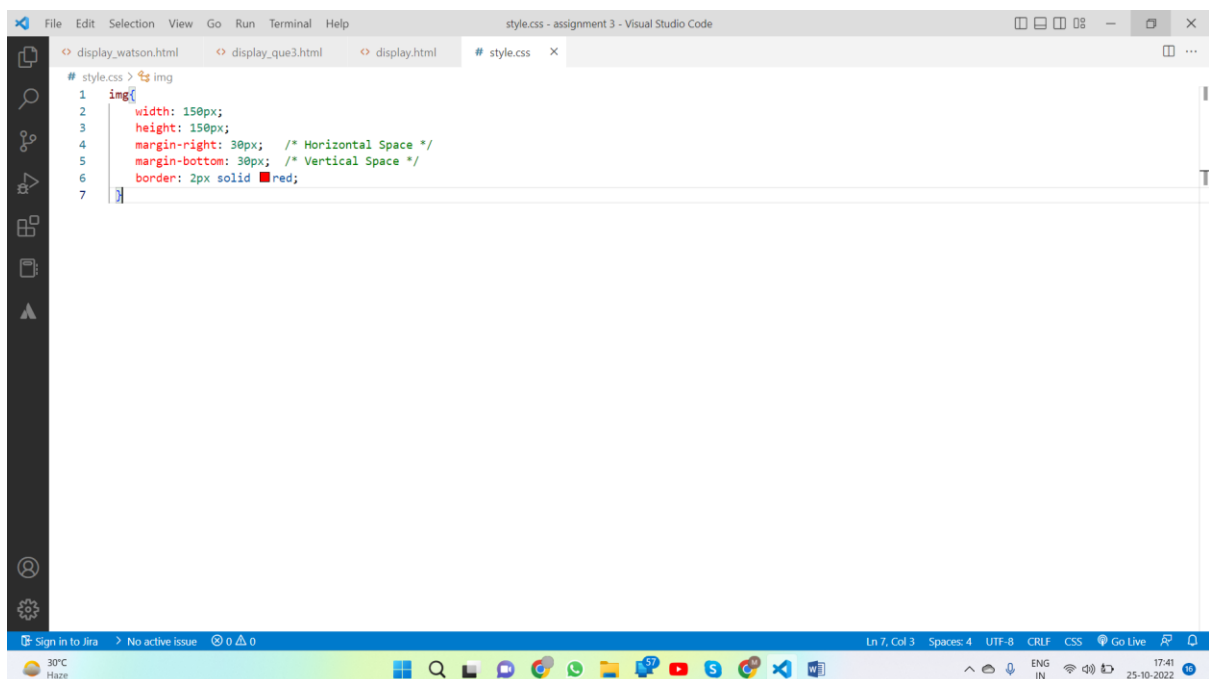 File Edit Selection View Go Run Terminal Help style.css - assignment 3 - Visual Studio Code
display_watson.html display_que3.html display.html # style.css
# style.css > img
1 img{
2 width: 150px;
3 height: 150px;
4 margin-right: 30px; /* Horizontal Space */
5 margin-bottom: 30px; /* Vertical Space */
6 border: 2px solid red;
7 }
Sign in to Jira > No active issue 0 0 Ln 7, Col 3 Spaces: 4 UTF-8 CRLF CSS Go Live
30°C 57 ENG 17:41
Haze IN 25-10-2022 16